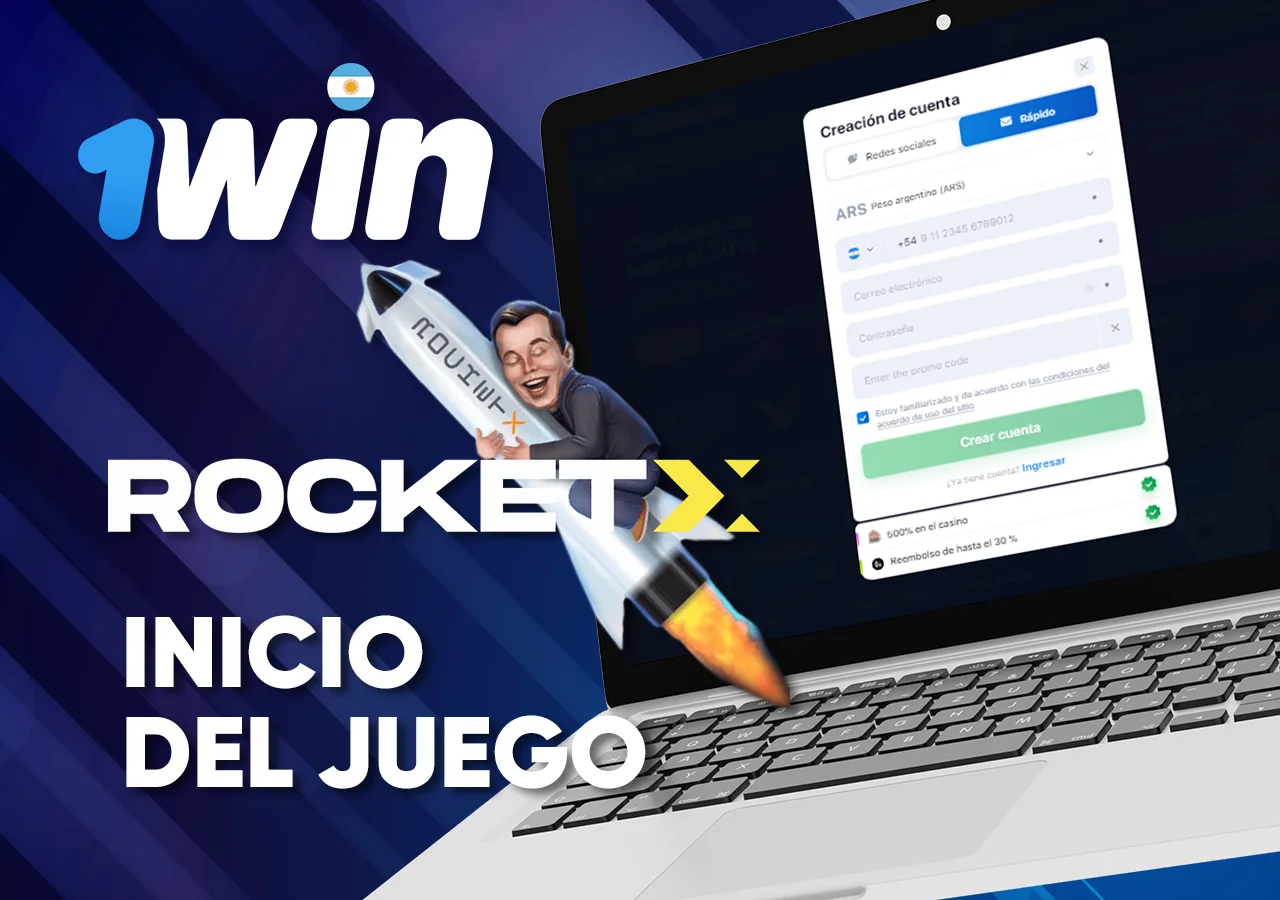 1win
ROCKET X
ROCKETX
INICIO
DEL JUEGO
Creación de cuenta
Redes sociales
Rápido
ARS Peso argentino (ARS)
+54 9 11 2345 6789012
Correo electrónico
Contraseña
Enter the promo code
Estoy familiarizado y de acuerdo con las condiciones del
acuerdo de uso del sitio
Crear cuenta
¿Ya tiene cuenta? Ingresar
500% en el casino
Reembolso de hasta el 30 %